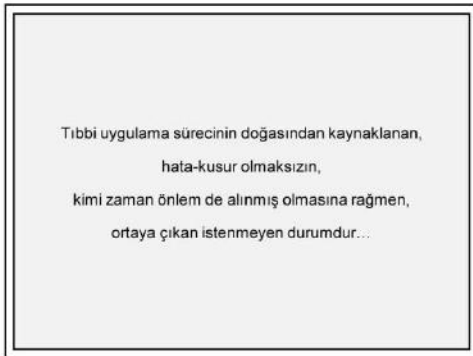 Tıbbi uygulama sürecinin doğasından kaynaklanan,
hata-kusur olmaksızın,
kimi zaman önlem de alınmış olmasına rağmen,
ortaya çıkan istenmeyen durumdur…